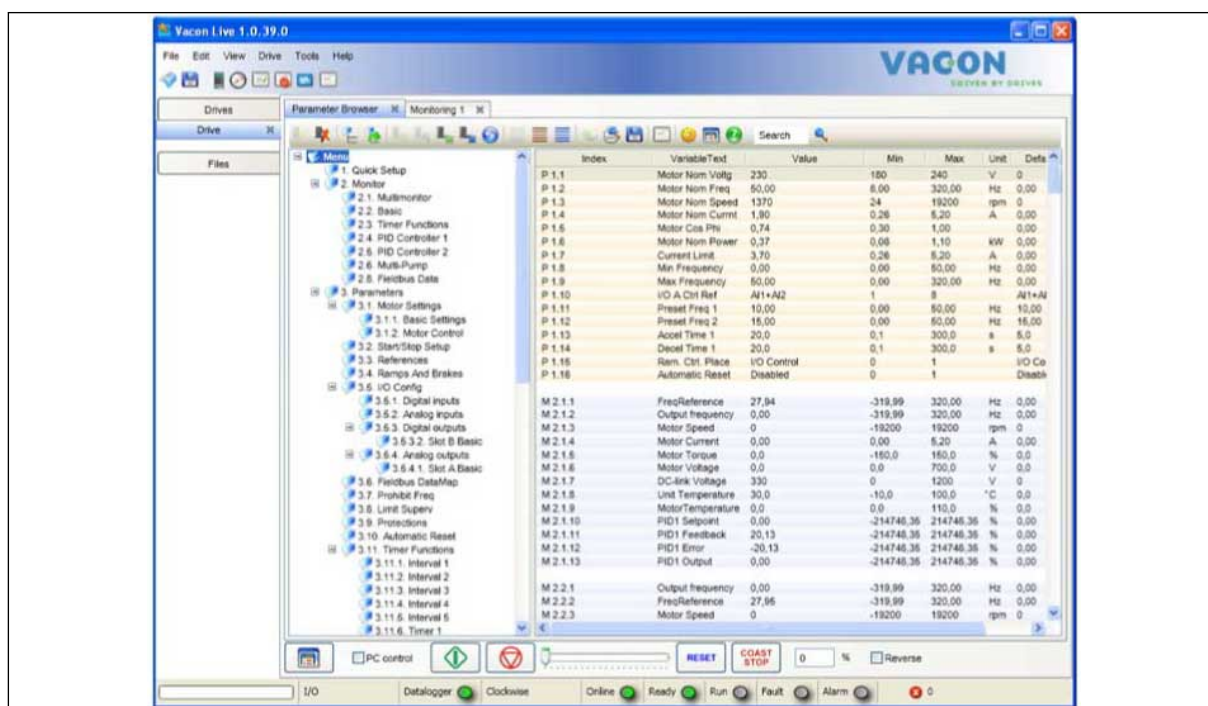 Vacon Live 1.0.39.0
File Edit View Drive Tools Help
VACON
DRIVEN BY DRIVES
Drives
Drive
Files
Parameter Browser Monitoring 1
Search
Menu
1. Quick Setup
2. Monitor
2.1. Multimonitor
2.2. Basic
2.3. Timer Functions
2.4. PID Controller 1
2.5. PID Controller 2
2.6. Multi-Pump
2.8. Fieldbus Data
3. Parameters
3.1. Motor Settings
3.1.1. Basic Settings
3.1.2. Motor Control
3.2. Start/Stop Setup
3.3. References
3.4. Ramps And Brakes
3.5. I/O Config
3.5.1. Digital inputs
3.5.2. Analog inputs
3.5.3. Digital outputs
3.5.3.2. Slot B Basic
3.5.4. Analog outputs
3.5.4.1. Slot A Basic
3.6. Fieldbus DataMap
3.7. Prohibit Freq
3.8. Limit Superv
3.9. Protections
3.10. Automatic Reset
3.11. Timer Functions
3.11.1. Interval 1
3.11.2. Interval 2
3.11.3. Interval 3
3.11.4. Interval 4
3.11.5. Interval 5
3.11.6. Timer 1
Index VariableText Value Min Max Unit Defa
P 1.1 Motor Nom Voltg 230 180 240 V 0
P 1.2 Motor Nom Freq 50,00 8,00 320,00 Hz 0,00
P 1.3 Motor Nom Speed 1370 24 19200 rpm 0
P 1.4 Motor Nom Currnt 1,90 0,26 5,20 A 0,00
P 1.5 Motor Cos Phi 0,74 0,30 1,00 0,00
P 1.6 Motor Nom Power 0,37 0,06 1,10 kW 0,00
P 1.7 Current Limit 3,70 0,26 5,20 A 0,00
P 1.8 Min Frequency 0,00 0,00 50,00 Hz 0,00
P 1.9 Max Frequency 50,00 0,00 320,00 Hz 0,00
P 1.10 I/O A Ctrl Ref AI1+AI2 1 8 AI1+AI
P 1.11 Preset Freq 1 10,00 0,00 50,00 Hz 10,00
P 1.12 Preset Freq 2 15,00 0,00 50,00 Hz 15,00
P 1.13 Accel Time 1 20,0 0,1 300,0 s 5,0
P 1.14 Decel Time 1 20,0 0,1 300,0 s 5,0
P 1.15 Rem. Ctrl. Place I/O Control 0 1 I/O Co
P 1.16 Automatic Reset Disabled 0 1 Disabl
M 2.1.1 FreqReference 27,94 -319,99 320,00 Hz 0,00
M 2.1.2 Output frequency 0,00 -319,99 320,00 Hz 0,00
M 2.1.3 Motor Speed 0 -19200 19200 rpm 0
M 2.1.4 Motor Current 0,00 0,00 5,20 A 0,00
M 2.1.5 Motor Torque 0,0 -150,0 150,0 % 0,0
M 2.1.6 Motor Voltage 0,0 0,0 700,0 V 0,0
M 2.1.7 DC-link Voltage 330 0 1200 V 0
M 2.1.8 Unit Temperature 30,0 -10,0 100,0 °C 0,0
M 2.1.9 MotorTemperature 0,0 0,0 110,0 % 0,0
M 2.1.10 PID1 Setpoint 0,00 -214748,36 214748,36 % 0,00
M 2.1.11 PID1 Feedback 20,13 -214748,36 214748,36 % 0,00
M 2.1.12 PID1 Error -20,13 -214748,36 214748,36 % 0,00
M 2.1.13 PID1 Output 0,00 -214748,36 214748,36 % 0,00
M 2.2.1 Output frequency 0,00 -319,99 320,00 Hz 0,00
M 2.2.2 FreqReference 27,95 -319,99 320,00 Hz 0,00
M 2.2.3 Motor Speed 0 -19200 19200 rpm 0
PC control RESET COAST STOP 0 % Reverse
I/O Datalogger Clockwise Online Ready Run Fault Alarm 0